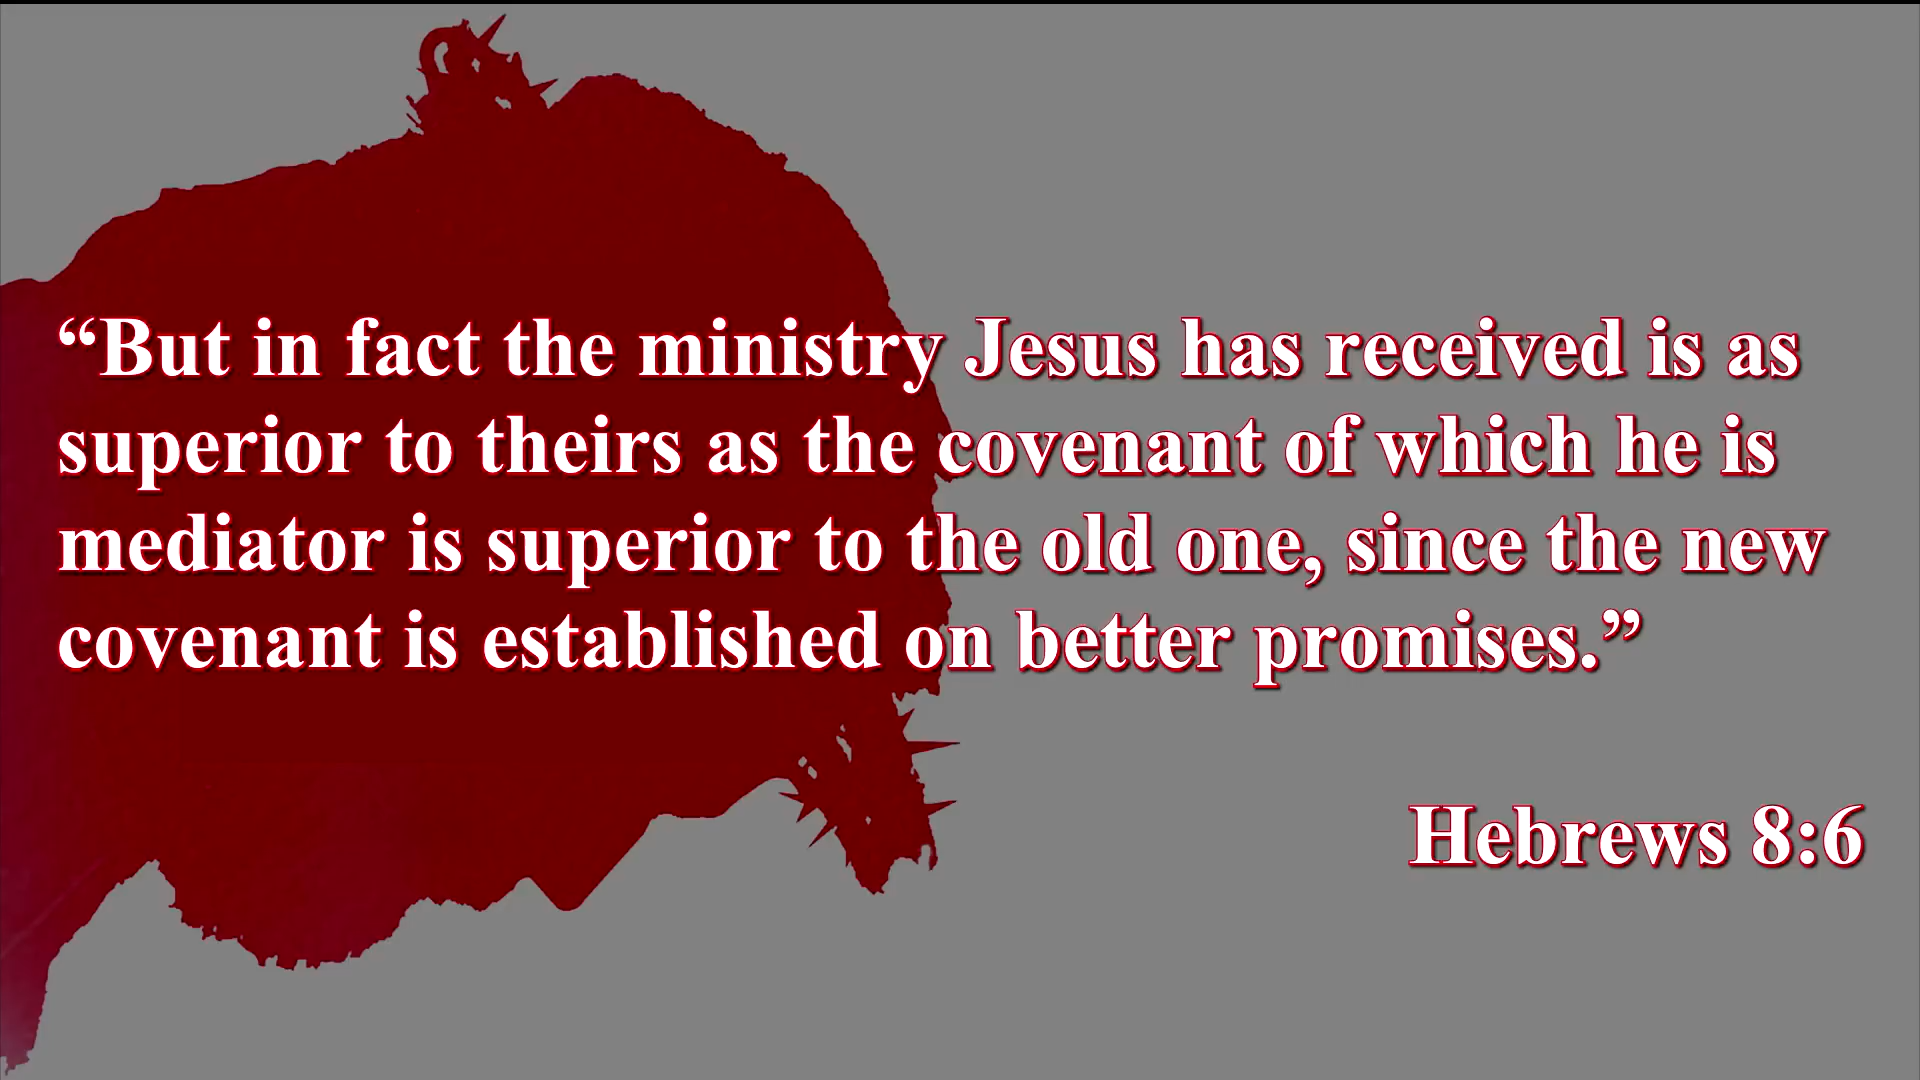 “But in fact the ministry Jesus has received is as
superior to theirs as the covenant of which he is
mediator is superior to the old one, since the new
covenant is established on better promises.”
Hebrews 8:6